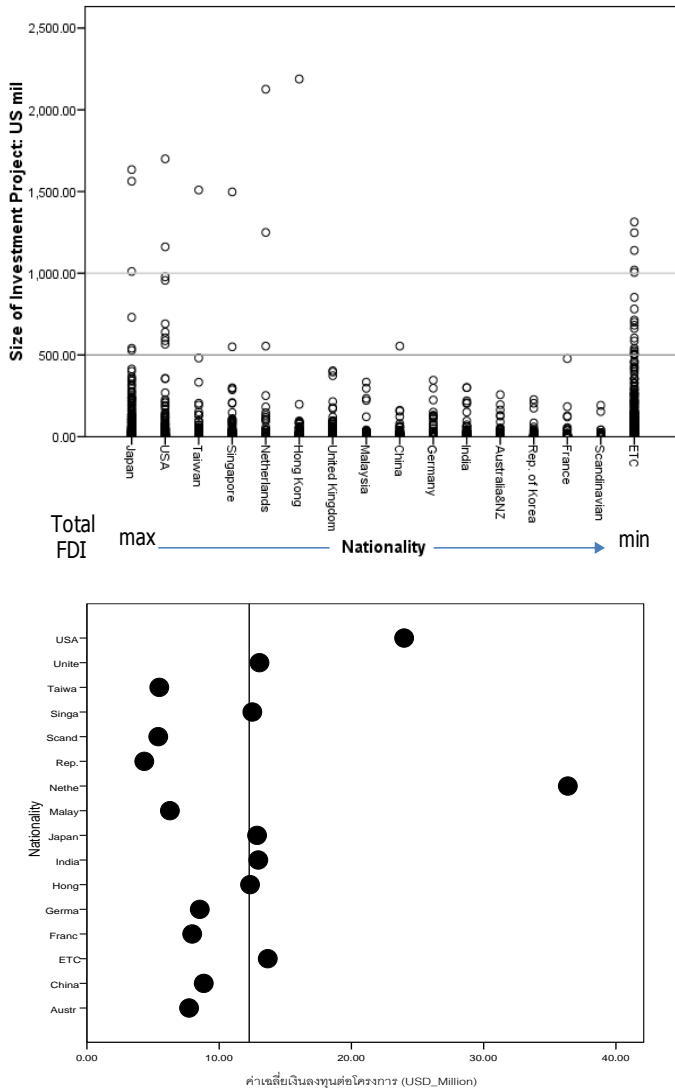 Size of Investment Project: US mil
2,500.00
2,000.00
1,500.00
1,000.00
500.00
0.00
Japan
USA
Taiwan
Singapore
Netherlands
Hong Kong
United Kingdom
Malaysia
China
Germany
India
Australia&NZ
Rep. of Korea
France
Scandinavian
ETC
Total
FDI
max
Nationality
min
Nationality
USA
Unite
Taiwa
Singa
Scand
Rep.
Nethe
Malay
Japan
India
Hong
Germa
Franc
ETC
China
Austr
0.00 10.00 20.00 30.00 40.00
ค่าเฉลี่ยเงินลงทุนต่อโครงการ (USD_Million)